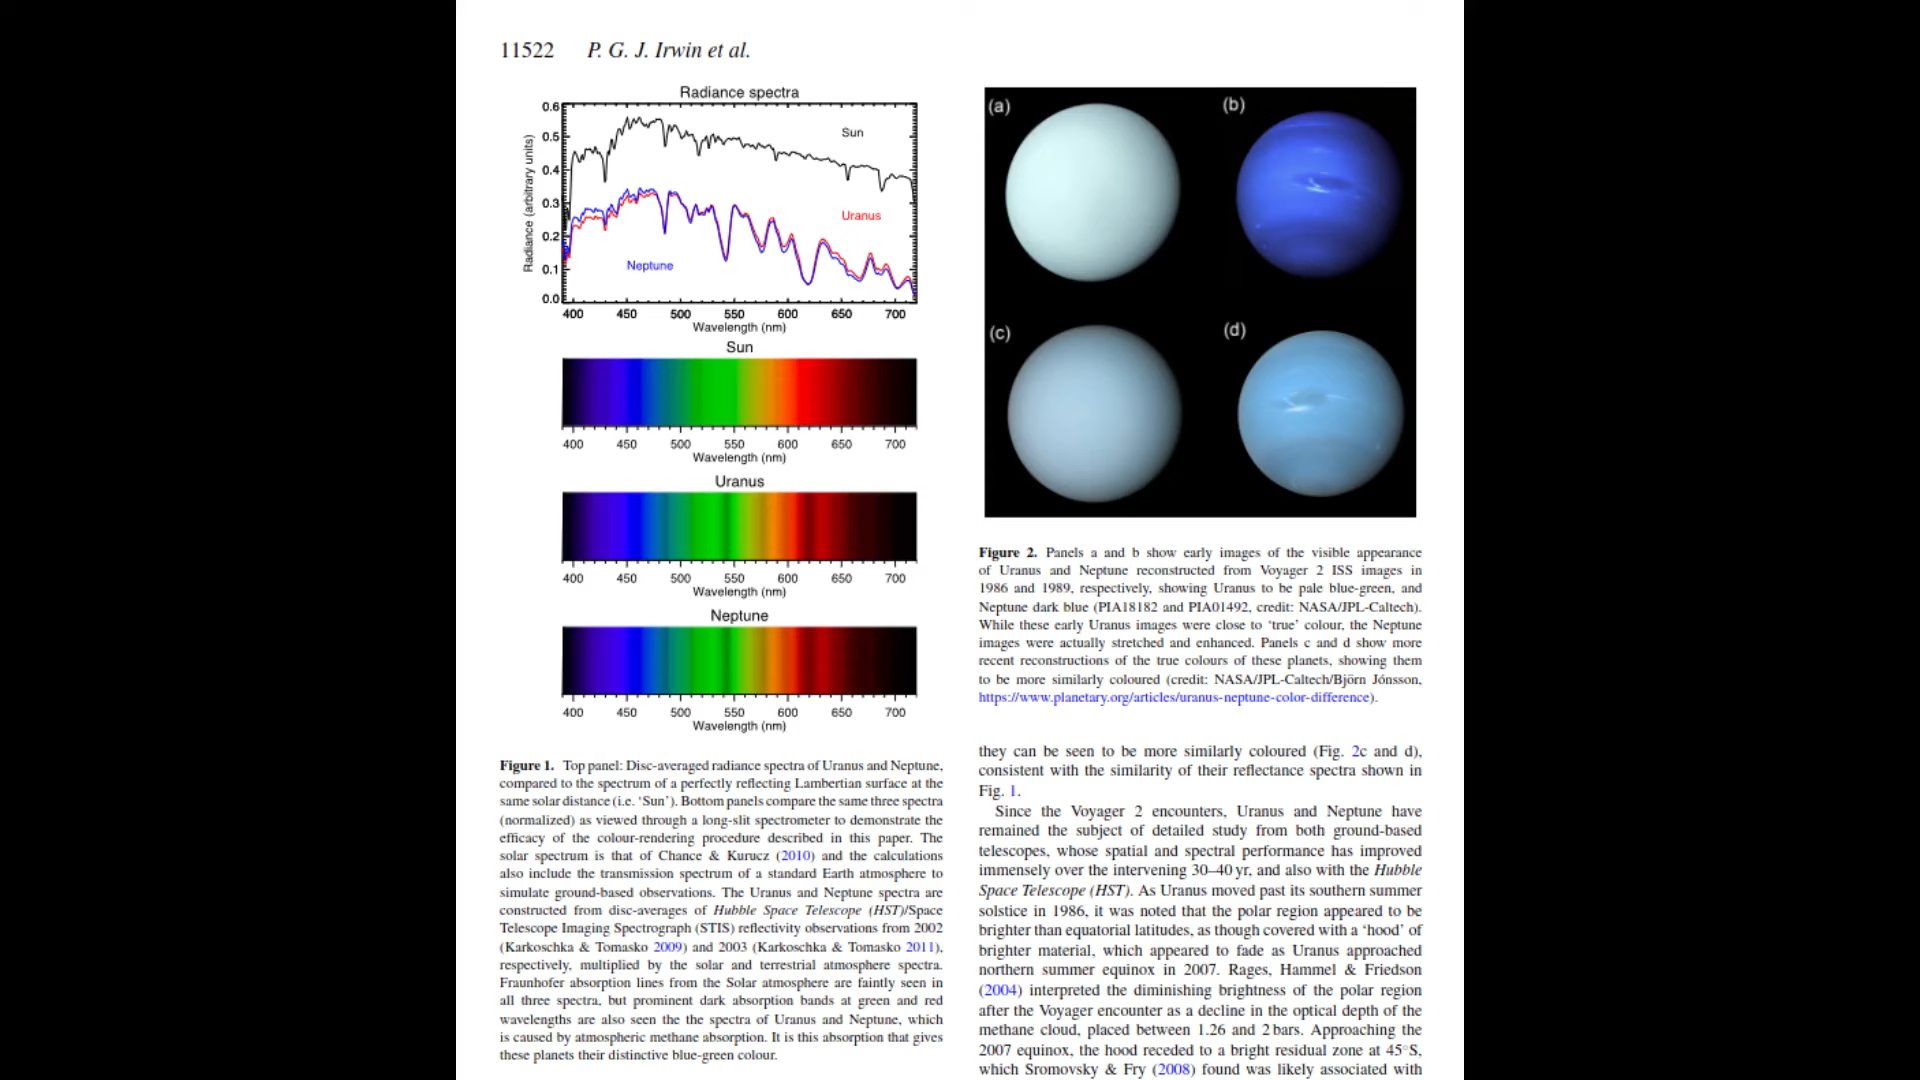 11522 P. G. J. Irwin et al.
Radiance spectra
0.6
0.5
0.4
0.3
0.2
0.1
0.0
Radiance (arbitrary units)
Sun
Uranus
Neptune
400 450 500 550 600 650 700
Wavelength (nm)
Sun
400 450 500 550 600 650 700
Wavelength (nm)
Uranus
400 450 500 550 600 650 700
Wavelength (nm)
Neptune
400 450 500 550 600 650 700
Wavelength (nm)
Figure 1. Top panel: Disc-averaged radiance spectra of Uranus and Neptune,
compared to the spectrum of a perfectly reflecting Lambertian surface at the
same solar distance (i.e. ‘Sun’). Bottom panels compare the same three spectra
(normalized) as viewed through a long-slit spectrometer to demonstrate the
efficacy of the colour-rendering procedure described in this paper. The
solar spectrum is that of Chance & Kurucz (2010) and the calculations
also include the transmission spectrum of a standard Earth atmosphere to
simulate ground-based observations. The Uranus and Neptune spectra are
constructed from disc-averages of Hubble Space Telescope (HST)/Space
Telescope Imaging Spectrograph (STIS) reflectivity observations from 2002
(Karkoschka & Tomasko 2009) and 2003 (Karkoschka & Tomasko 2011),
respectively, multiplied by the solar and terrestrial atmosphere spectra.
Fraunhofer absorption lines from the Solar atmosphere are faintly seen in
all three spectra, but prominent dark absorption bands at green and red
wavelengths are also seen the the spectra of Uranus and Neptune, which
is caused by atmospheric methane absorption. It is this absorption that gives
these planets their distinctive blue-green colour.
(a) (b)
(c) (d)
Figure 2. Panels a and b show early images of the visible appearance
of Uranus and Neptune reconstructed from Voyager 2 ISS images in
1986 and 1989, respectively, showing Uranus to be pale blue-green, and
Neptune dark blue (PIA18182 and PIA01492, credit: NASA/JPL-Caltech).
While these early Uranus images were close to ‘true’ colour, the Neptune
images were actually stretched and enhanced. Panels c and d show more
recent reconstructions of the true colours of these planets, showing them
to be more similarly coloured (credit: NASA/JPL-Caltech/Björn Jónsson,
https://www.planetary.org/articles/uranus-neptune-color-difference).
they can be seen to be more similarly coloured (Fig. 2c and d),
consistent with the similarity of their reflectance spectra shown in
Fig. 1.
Since the Voyager 2 encounters, Uranus and Neptune have
remained the subject of detailed study from both ground-based
telescopes, whose spatial and spectral performance has improved
immensely over the intervening 30–40 yr, and also with the Hubble
Space Telescope (HST). As Uranus moved past its southern summer
solstice in 1986, it was noted that the polar region appeared to be
brighter than equatorial latitudes, as though covered with a ‘hood’ of
brighter material, which appeared to fade as Uranus approached
northern summer equinox in 2007. Rages, Hammel & Friedson
(2004) interpreted the diminishing brightness of the polar region
after the Voyager encounter as a decline in the optical depth of the
methane cloud, placed between 1.26 and 2 bars. Approaching the
2007 equinox, the hood receded to a bright residual zone at 45°S,
which Sromovsky & Fry (2008) found was likely associated with